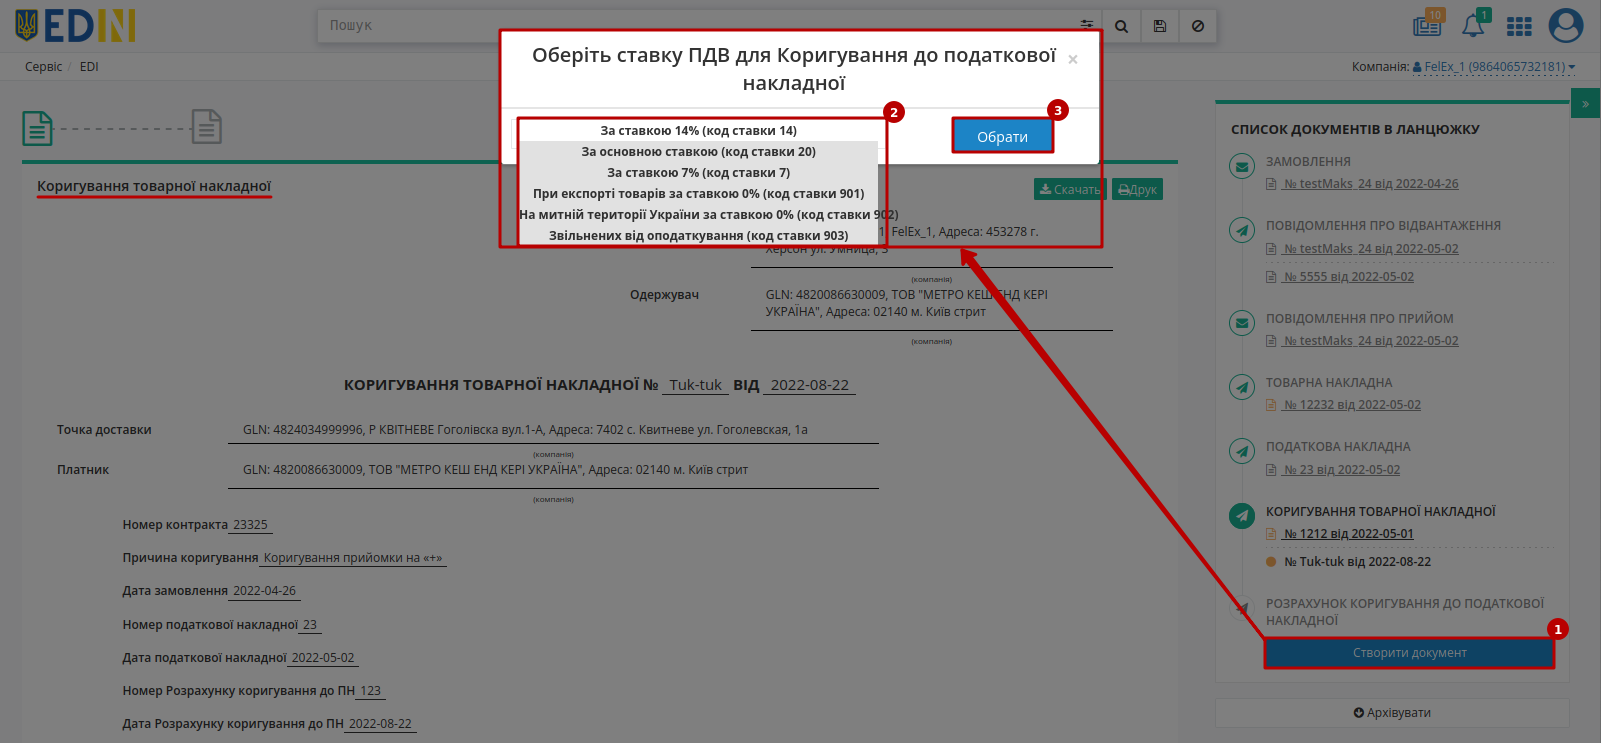 EDIN
Пошук
10
1
Сервіс / EDI
Компанія: FelEx_1 (9864065732181)
Оберіть ставку ПДВ для Коригування до податкової
накладної
×
2
3
За ставкою 14% (код ставки 14)
За основною ставкою (код ставки 20)
За ставкою 7% (код ставки 7)
При експорті товарів за ставкою 0% (код ставки 901)
На митній території України за ставкою 0% (код ставки 902)
Звільнених від оподаткування (код ставки 903)
Обрати
Коригування товарної накладної
Скачать
Друк
1 FelEx_1, Адреса: 453278 г.
Херсон ул. Умница, 3
(компанія)
Одержувач
GLN: 4820086630009, ТОВ "МЕТРО КЕШ ЕНД КЕРІ
УКРАЇНА", Адреса: 02140 м. Київ стрит
(компанія)
КОРИГУВАННЯ ТОВАРНОЇ НАКЛАДНОЇ № Tuk-tuk ВІД 2022-08-22
Точка доставки
GLN: 4824034999996, Р КВІТНЕВЕ Гоголівска вул.1-А, Адреса: 7402 с. Квитневе ул. Гоголевская, 1а
(компанія)
Платник
GLN: 4820086630009, ТОВ "МЕТРО КЕШ ЕНД КЕРІ УКРАЇНА", Адреса: 02140 м. Київ стрит
(компанія)
Номер контракта 23325
Причина коригування Коригування прийомки на «+»
Дата замовлення 2022-04-26
Номер податкової накладної 23
Дата податкової накладної 2022-05-02
Номер Розрахунку коригування до ПН 123
Дата Розрахунку коригування до ПН 2022-08-22
»
СПИСОК ДОКУМЕНТІВ В ЛАНЦЮЖКУ
ЗАМОВЛЕННЯ
№ testMaks_24 від 2022-04-26
ПОВІДОМЛЕННЯ ПРО ВІДВАНТАЖЕННЯ
№ testMaks_24 від 2022-05-02
№ 5555 від 2022-05-02
ПОВІДОМЛЕННЯ ПРО ПРИЙОМ
№ testMaks_24 від 2022-05-02
ТОВАРНА НАКЛАДНА
№ 12232 від 2022-05-02
ПОДАТКОВА НАКЛАДНА
№ 23 від 2022-05-02
КОРИГУВАННЯ ТОВАРНОЇ НАКЛАДНОЇ
№ 1212 від 2022-05-01
№ Tuk-tuk від 2022-08-22
РОЗРАХУНОК КОРИГУВАННЯ ДО ПОДАТКОВОЇ
НАКЛАДНОЇ
1
Створити документ
Архівувати